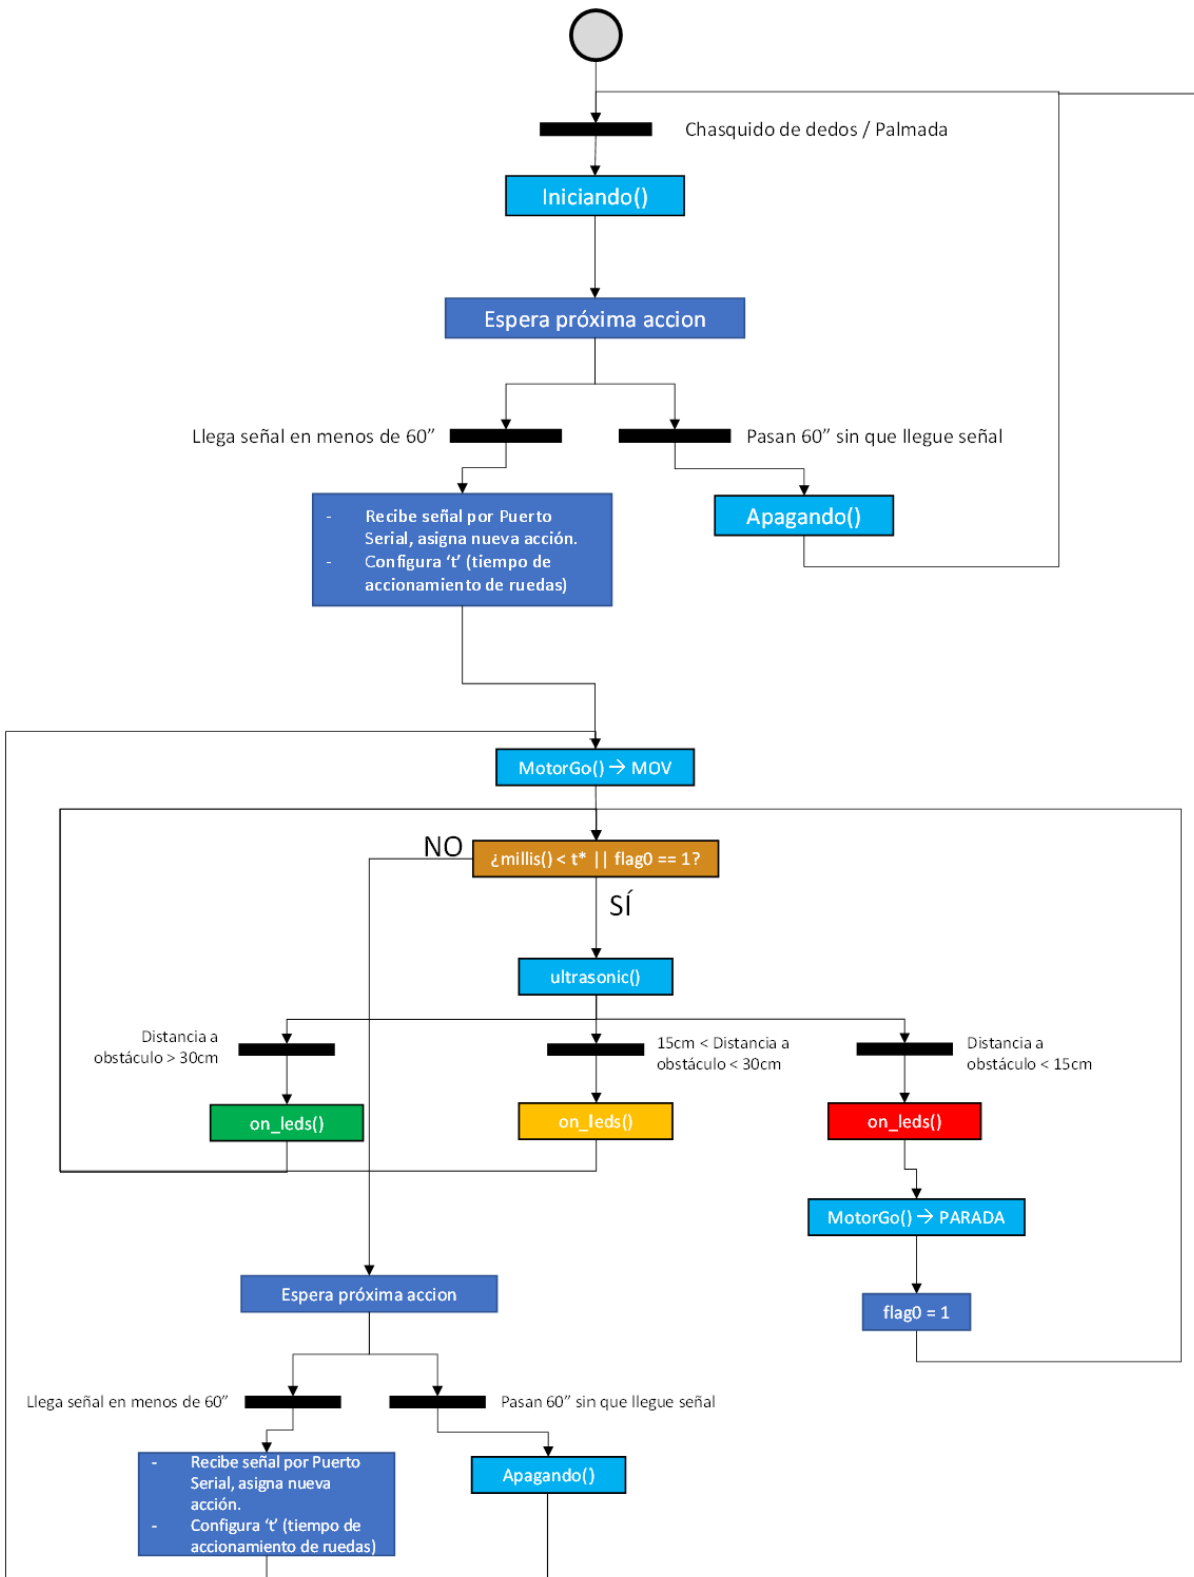 Chasquido de dedos / Palmada
Iniciando()
Espera próxima accion
Llega señal en menos de 60”
Pasan 60” sin que llegue señal
- Recibe señal por Puerto
Serial, asigna nueva acción.
- Configura ‘t’ (tiempo de
accionamiento de ruedas)
Apagando()
MotorGo() → MOV
NO
¿millis() < t* || flag0 == 1?
SÍ
ultrasonic()
Distancia a
obstáculo > 30cm
15cm < Distancia a
obstáculo < 30cm
Distancia a
obstáculo < 15cm
on_leds()
on_leds()
on_leds()
MotorGo() → PARADA
Espera próxima accion
flag0 = 1
Llega señal en menos de 60”
Pasan 60” sin que llegue señal
- Recibe señal por Puerto
Serial, asigna nueva
acción.
- Configura ‘t’ (tiempo de
accionamiento de ruedas)
Apagando()